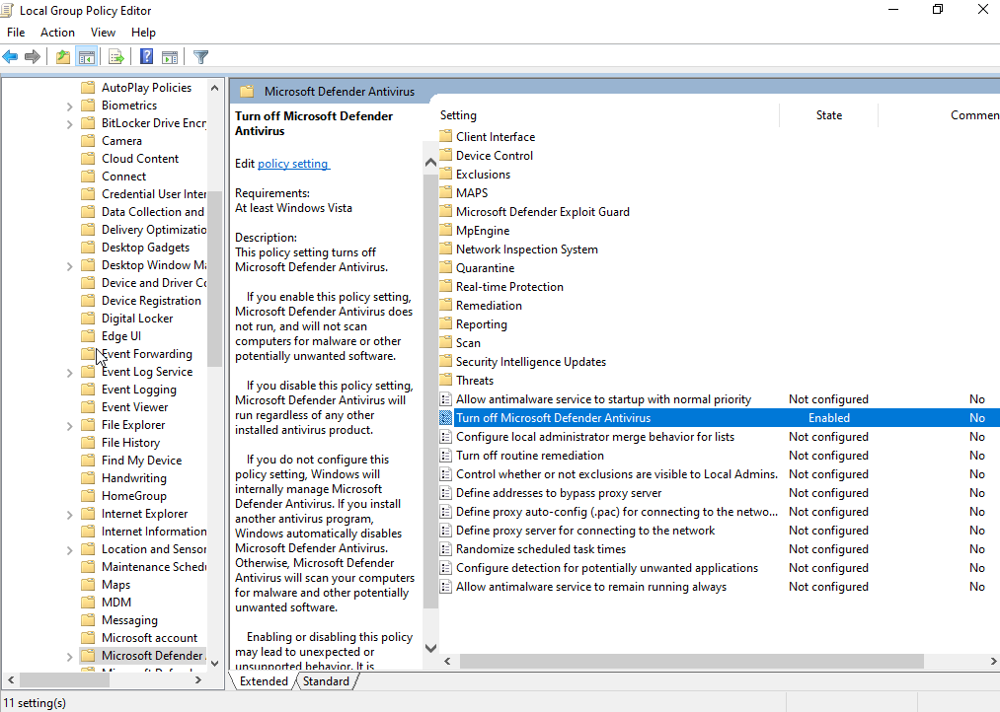 Local Group Policy Editor
File Action View Help
AutoPlay Policies
Biometrics
BitLocker Drive Encry
Camera
Cloud Content
Connect
Credential User Inter
Data Collection and
Delivery Optimizatio
Desktop Gadgets
Desktop Window Ma
Device and Driver Co
Device Registration
Digital Locker
Edge UI
Event Forwarding
Event Log Service
Event Logging
Event Viewer
File Explorer
File History
Find My Device
Handwriting
HomeGroup
Internet Explorer
Internet Information
Location and Sensor
Maintenance Schedu
Maps
MDM
Messaging
Microsoft account
Microsoft Defender
Microsoft Defender Antivirus
Turn off Microsoft Defender
Antivirus
Edit policy setting
Requirements:
At least Windows Vista
Description:
This policy setting turns off
Microsoft Defender Antivirus.
If you enable this policy setting,
Microsoft Defender Antivirus does
not run, and will not scan
computers for malware or other
potentially unwanted software.
If you disable this policy setting,
Microsoft Defender Antivirus will
run regardless of any other
installed antivirus product.
If you do not configure this
policy setting, Windows will
internally manage Microsoft
Defender Antivirus. If you install
another antivirus program,
Windows automatically disables
Microsoft Defender Antivirus.
Otherwise, Microsoft Defender
Antivirus will scan your computers
for malware and other potentially
unwanted software.
Enabling or disabling this policy
may lead to unexpected or
unsupported behavior. It is
Setting State Commen
Client Interface
Device Control
Exclusions
MAPS
Microsoft Defender Exploit Guard
MpEngine
Network Inspection System
Quarantine
Real-time Protection
Remediation
Reporting
Scan
Security Intelligence Updates
Threats
Allow antimalware service to startup with normal priority Not configured No
Turn off Microsoft Defender Antivirus Enabled No
Configure local administrator merge behavior for lists Not configured No
Turn off routine remediation Not configured No
Control whether or not exclusions are visible to Local Admins. Not configured No
Define addresses to bypass proxy server Not configured No
Define proxy auto-config (.pac) for connecting to the netwo... Not configured No
Define proxy server for connecting to the network Not configured No
Randomize scheduled task times Not configured No
Configure detection for potentially unwanted applications Not configured No
Allow antimalware service to remain running always Not configured No
Extended Standard
11 setting(s)